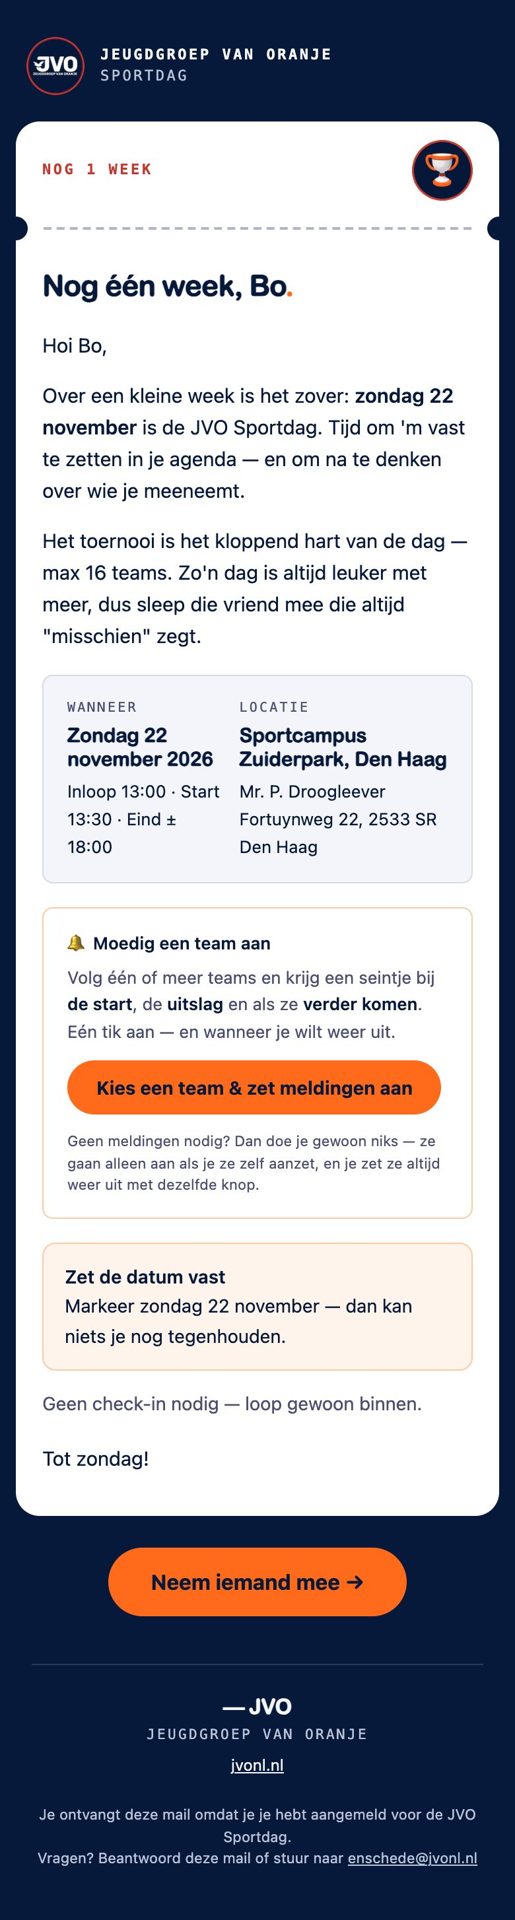 JVO
JEUGDGROEP VAN ORANJE
JEUGDGROEP VAN ORANJE
SPORTDAG
NOG 1 WEEK
Nog één week, Bo.
Hoi Bo,
Over een kleine week is het zover: zondag 22
november is de JVO Sportdag. Tijd om 'm vast
te zetten in je agenda — en om na te denken
over wie je meeneemt.
Het toernooi is het kloppend hart van de dag —
max 16 teams. Zo'n dag is altijd leuker met
meer, dus sleep die vriend mee die altijd
"misschien" zegt.
WANNEER
Zondag 22
november 2026
Inloop 13:00 · Start
13:30 · Eind ±
18:00
LOCATIE
Sportcampus
Zuiderpark, Den Haag
Mr. P. Droogleever
Fortuynweg 22, 2533 SR
Den Haag
Moedig een team aan
Volg één of meer teams en krijg een seintje bij
de start, de uitslag en als ze verder komen.
Eén tik aan — en wanneer je wilt weer uit.
Kies een team & zet meldingen aan
Geen meldingen nodig? Dan doe je gewoon niks — ze
gaan alleen aan als je ze zelf aanzet, en je zet ze altijd
weer uit met dezelfde knop.
Zet de datum vast
Markeer zondag 22 november — dan kan
niets je nog tegenhouden.
Geen check-in nodig — loop gewoon binnen.
Tot zondag!
Neem iemand mee →
— JVO
JEUGDGROEP VAN ORANJE
jvonl.nl
Je ontvangt deze mail omdat je je hebt aangemeld voor de JVO
Sportdag.
Vragen? Beantwoord deze mail of stuur naar enschede@jvonl.nl